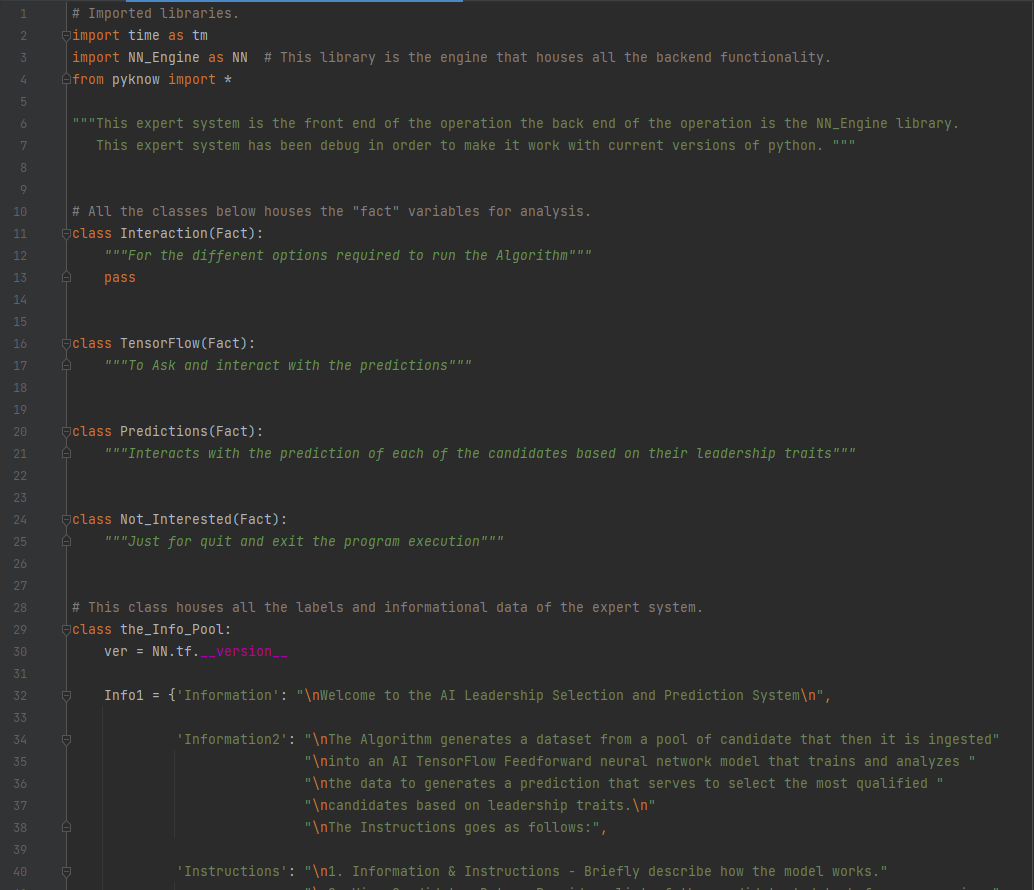 1 # Imported libraries.
2 import time as tm
3 import NN_Engine as NN  # This library is the engine that houses all the backend functionality.
4 from pyknow import *
5
6 """This expert system is the front end of the operation the back end of the operation is the NN_Engine library.
7    This expert system has been debug in order to make it work with current versions of python. """
8
9
10 # All the classes below houses the "fact" variables for analysis.
11 class Interaction(Fact):
12     """For the different options required to run the Algorithm"""
13     pass
14
15
16 class TensorFlow(Fact):
17     """To Ask and interact with the predictions"""
18
19
20 class Predictions(Fact):
21     """Interacts with the prediction of each of the candidates based on their leadership traits"""
22
23
24 class Not_Interested(Fact):
25     """Just for quit and exit the program execution"""
26
27
28 # This class houses all the labels and informational data of the expert system.
29 class the_Info_Pool:
30     ver = NN.tf.__version__
31
32     Info1 = {'Information': "\nWelcome to the AI Leadership Selection and Prediction System\n",
33
34              'Information2': "\nThe Algorithm generates a dataset from a pool of candidate that then it is ingested"
35                              "\ninto an AI TensorFlow Feedforward neural network model that trains and analyzes "
36                              "\nthe data to generates a prediction that serves to select the most qualified "
37                              "\ncandidates based on leadership traits.\n"
38                              "\nThe Instructions goes as follows:",
39
40              'Instructions': "\n1. Information & Instructions - Briefly describe how the model works."